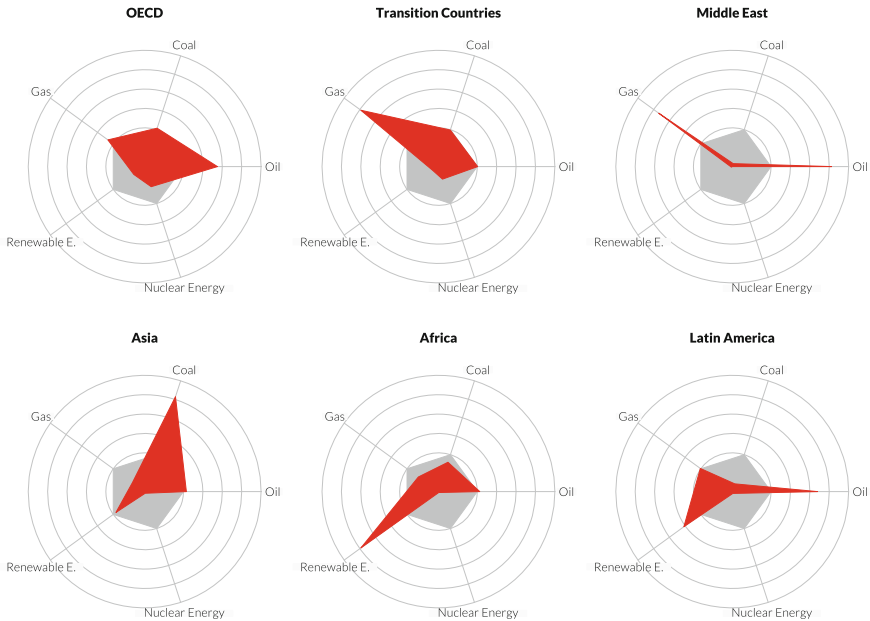 OECD
Transition Countries
Middle East
Coal
Coal
Coal
Gas
Gas
Gas
Oil
Oil
Oil
Renewable E.
Renewable E.
Renewable E.
Nuclear Energy
Nuclear Energy
Nuclear Energy
Asia
Africa
Latin America
Coal
Coal
Coal
Gas
Gas
Gas
Oil
Oil
Oil
Renewable E.
Renewable E.
Renewable E.
Nuclear Energy
Nuclear Energy
Nuclear Energy